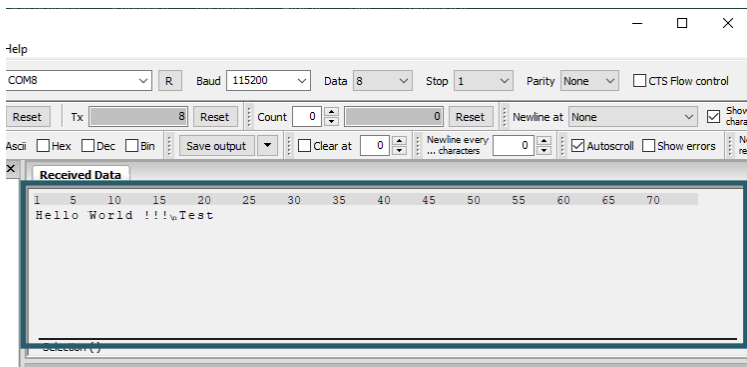 Help
COM8 R Baud 115200 Data 8 Stop 1 Parity None CTS Flow control
Reset Tx 8 Reset Count 0 0 Reset Newline at None Show
Ascii Hex Dec Bin Save output Clear at 0 Newline every 0 Autoscroll Show errors
... characters
Received Data
1 5 10 15 20 25 30 35 40 45 50 55 60 65 70
Hello World !!!\nTest
Selection (-)